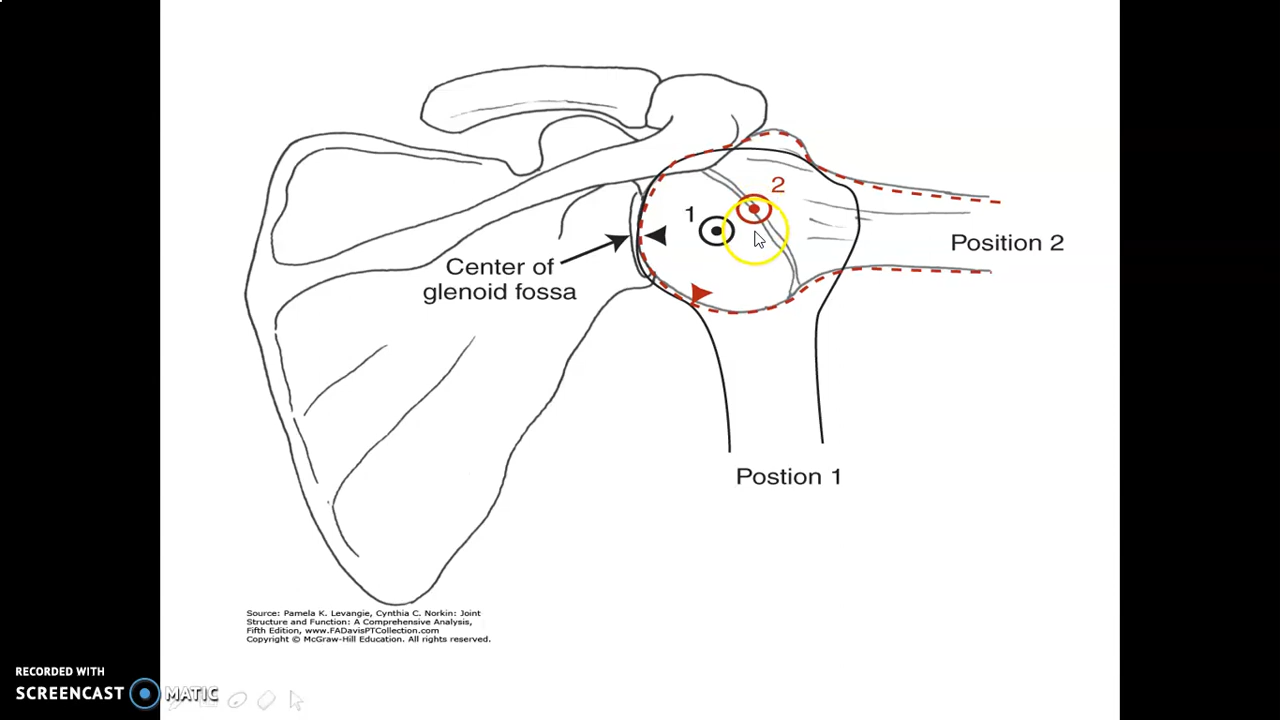 2
1
Position 2
Center of
glenoid fossa
Postion 1
Source: Pamela K. Levangie, Cynthia C. Norkin: Joint
Structure and Function: A Comprehensive Analysis,
Fifth Edition, www.FADavisPTCollection.com
Copyright © McGraw-Hill Education. All rights reserved.
RECORDED WITH
SCREENCAST MATIC